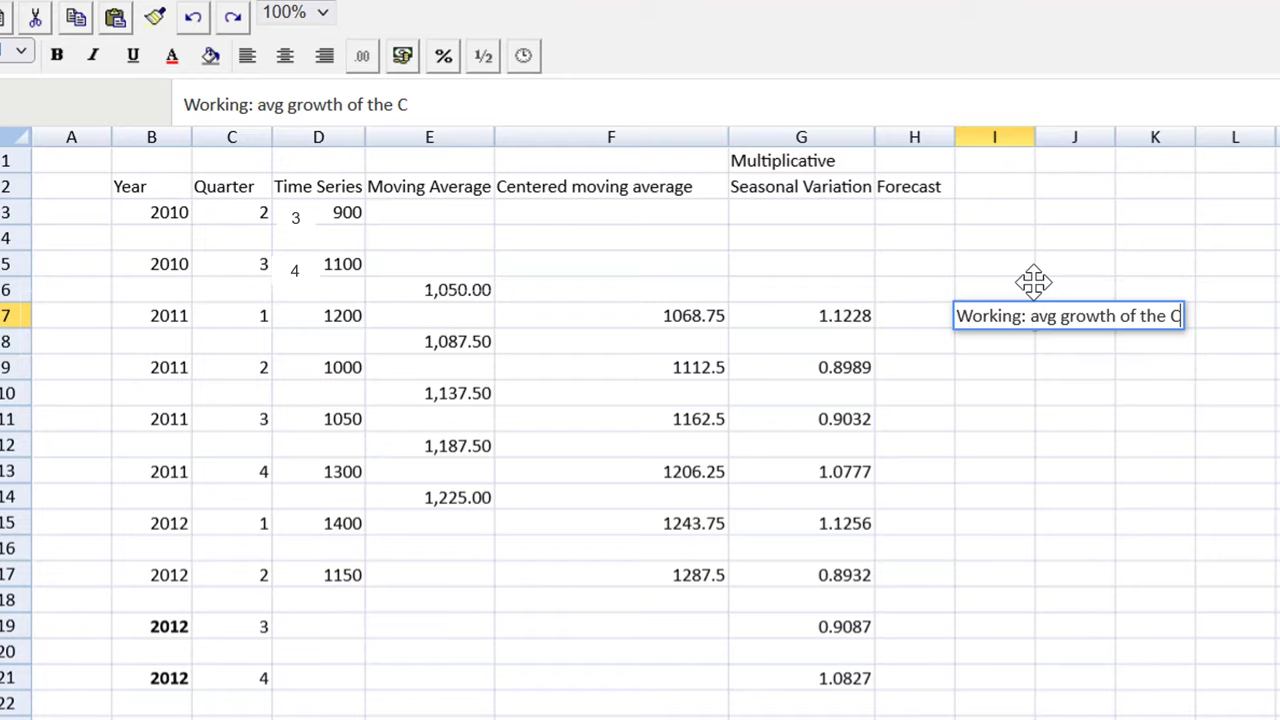 100%
B I U A .00 % 1/2
Working: avg growth of the C
A B C D E F G H I J K L
1 Multiplicative
2 Year Quarter Time Series Moving Average Centered moving average Seasonal Variation Forecast
3 2010 2 3 900
4
5 2010 3 4 1100
6 1,050.00
7 2011 1 1200 1068.75 1.1228 Working: avg growth of the C
8 1,087.50
9 2011 2 1000 1112.5 0.8989
10 1,137.50
11 2011 3 1050 1162.5 0.9032
12 1,187.50
13 2011 4 1300 1206.25 1.0777
14 1,225.00
15 2012 1 1400 1243.75 1.1256
16
17 2012 2 1150 1287.5 0.8932
18
19 2012 3 0.9087
20
21 2012 4 1.0827
22